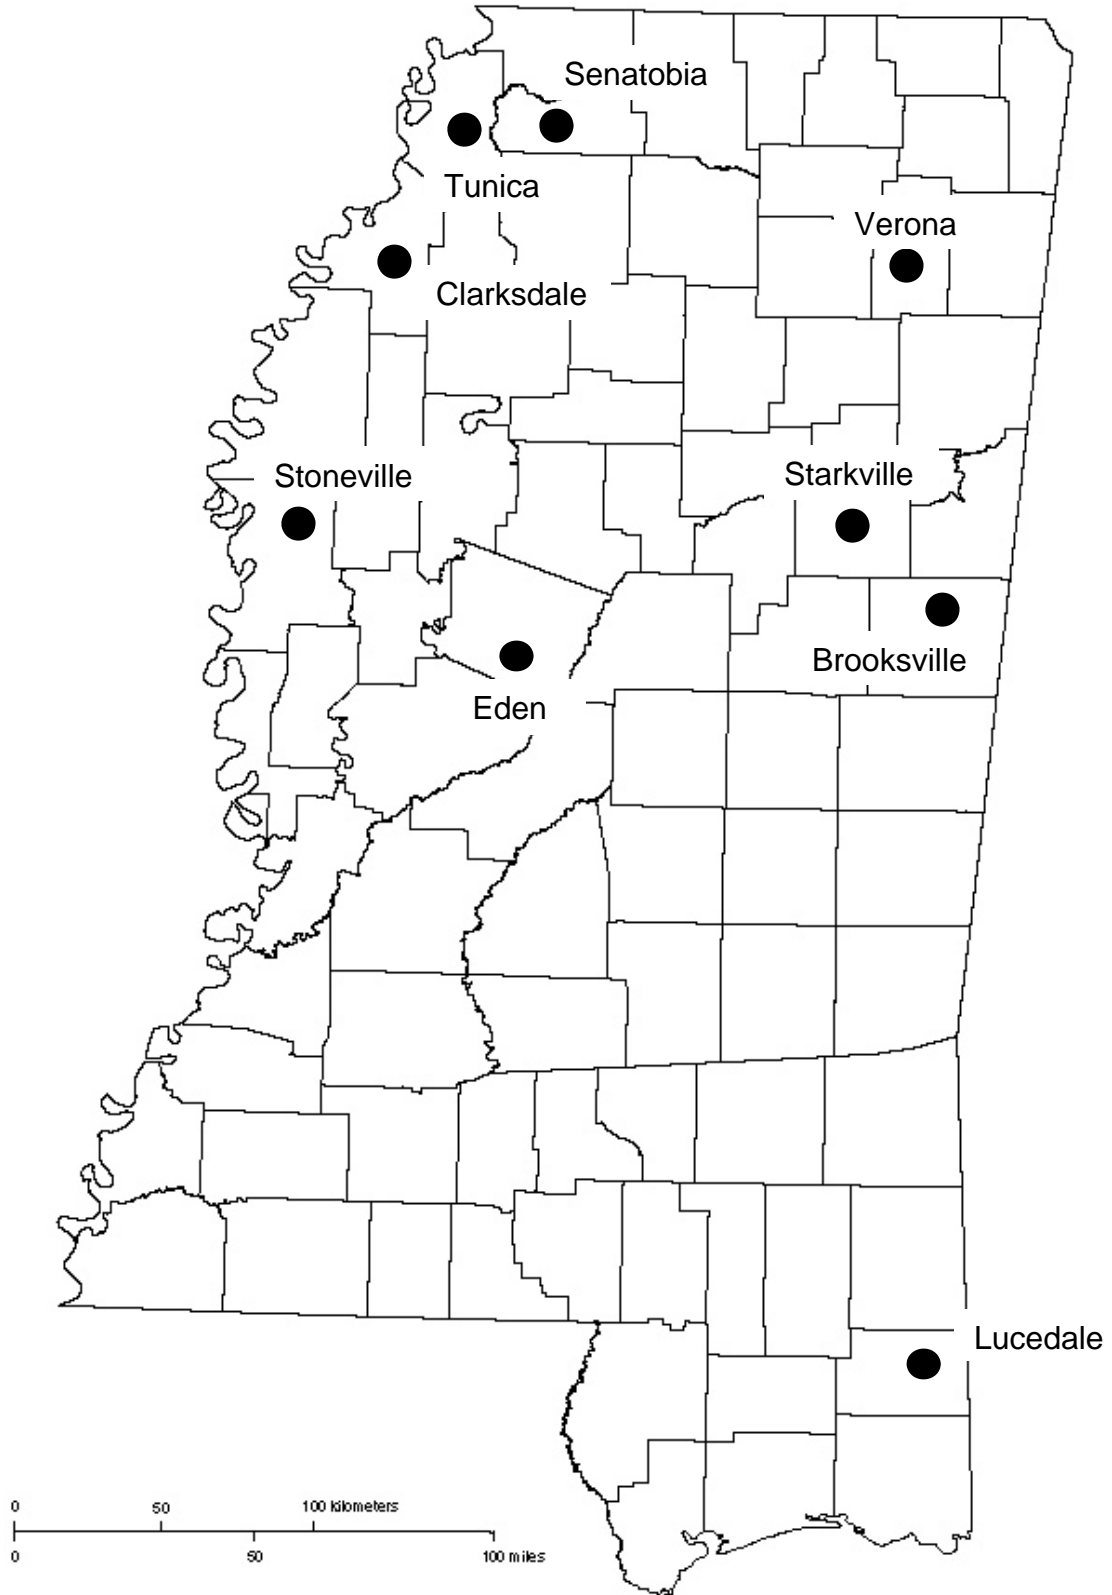 Senatobia
Tunica
Verona
Clarksdale
Stoneville
Starkville
Brooksville
Eden
Lucedale
0 50 100 kilometers
0 50 100 miles